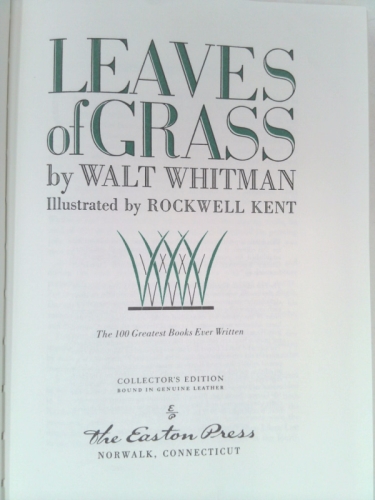 LEAVES
of GRASS
by WALT WHITMAN
Illustrated by ROCKWELL KENT
The 100 Greatest Books Ever Written
COLLECTOR'S EDITION
BOUND IN GENUINE LEATHER
E
P
The Easton Press
NORWALK, CONNECTICUT